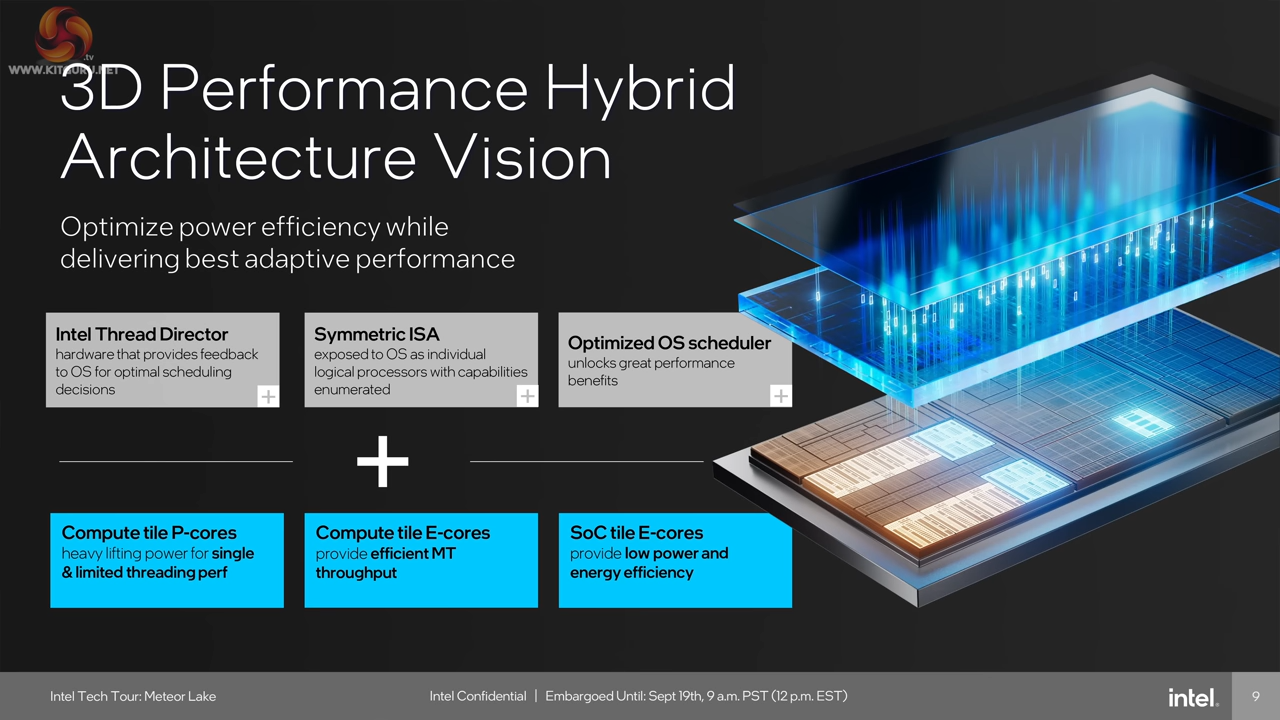 .tv
WWW.KITGURU.NET
3D Performance Hybrid
Architecture Vision
Optimize power efficiency while
delivering best adaptive performance
Intel Thread Director
hardware that provides feedback
to OS for optimal scheduling
decisions
Symmetric ISA
exposed to OS as individual
logical processors with capabilities
enumerated
Optimized OS scheduler
unlocks great performance
benefits
+
Compute tile P-cores
heavy lifting power for single
& limited threading perf
Compute tile E-cores
provide efficient MT
throughput
SoC tile E-cores
provide low power and
energy efficiency
Intel Tech Tour: Meteor Lake
Intel Confidential | Embargoed Until: Sept 19th, 9 a.m. PST (12 p.m. EST)
intel.
9